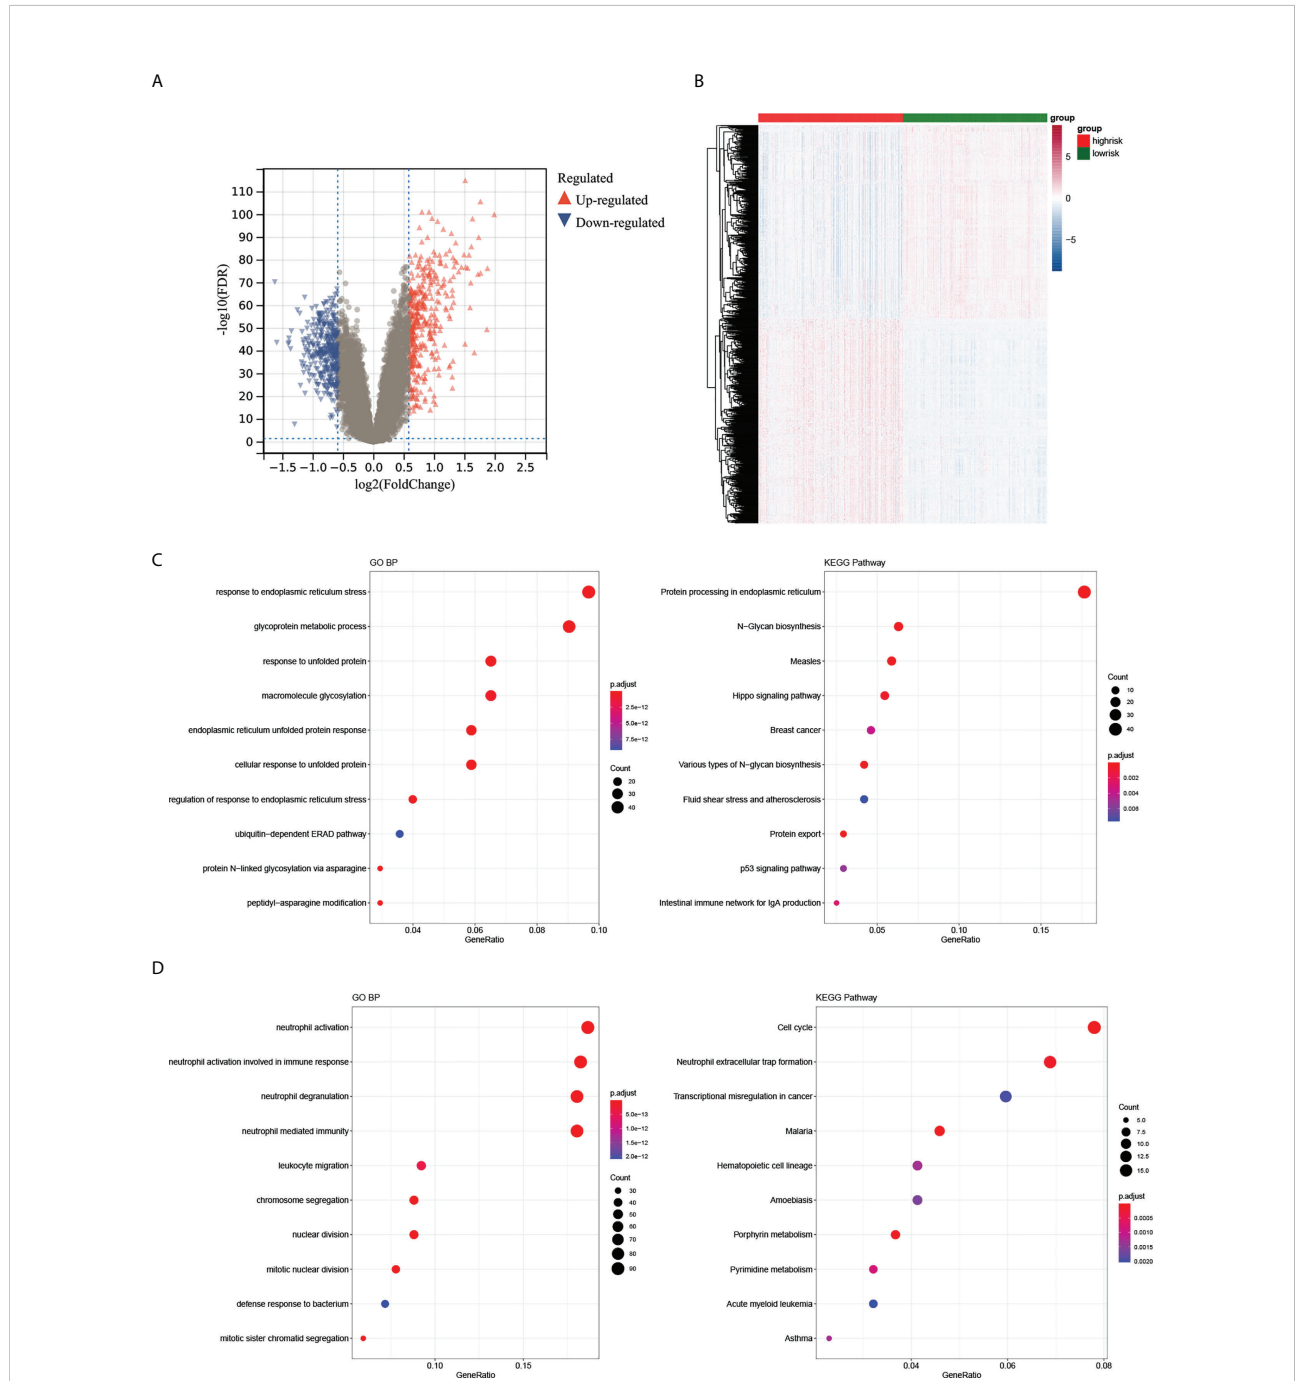 A
B
Regulated
Up-regulated
Down-regulated
110
100
90
80
70
60
50
40
30
20
10
0
-log10(FDR)
−1.5 −1.0 −0.5 0.0 0.5 1.0 1.5 2.0 2.5
log2(FoldChange)
group
5
0
−5
group
highrisk
lowrisk
C
GO BP
response to endoplasmic reticulum stress
glycoprotein metabolic process
response to unfolded protein
macromolecule glycosylation
endoplasmic reticulum unfolded protein response
cellular response to unfolded protein
regulation of response to endoplasmic reticulum stress
ubiquitin−dependent ERAD pathway
protein N−linked glycosylation via asparagine
peptidyl−asparagine modification
0.04 0.06 0.08 0.10
GeneRatio
p.adjust
2.5e−12
5.0e−12
7.5e−12
Count
20
30
40
KEGG Pathway
Protein processing in endoplasmic reticulum
N−Glycan biosynthesis
Measles
Hippo signaling pathway
Breast cancer
Various types of N−glycan biosynthesis
Fluid shear stress and atherosclerosis
Protein export
p53 signaling pathway
Intestinal immune network for IgA production
0.05 0.10 0.15
GeneRatio
Count
10
20
30
40
p.adjust
0.002
0.004
0.006
D
GO BP
neutrophil activation
neutrophil activation involved in immune response
neutrophil degranulation
neutrophil mediated immunity
leukocyte migration
chromosome segregation
nuclear division
mitotic nuclear division
defense response to bacterium
mitotic sister chromatid segregation
0.10 0.15
GeneRatio
p.adjust
5.0e−13
1.0e−12
1.5e−12
2.0e−12
Count
30
40
50
60
70
80
90
KEGG Pathway
Cell cycle
Neutrophil extracellular trap formation
Transcriptional misregulation in cancer
Malaria
Hematopoietic cell lineage
Amoebiasis
Porphyrin metabolism
Pyrimidine metabolism
Acute myeloid leukemia
Asthma
0.04 0.06 0.08
GeneRatio
Count
5.0
7.5
10.0
12.5
15.0
p.adjust
0.0005
0.0010
0.0015
0.0020